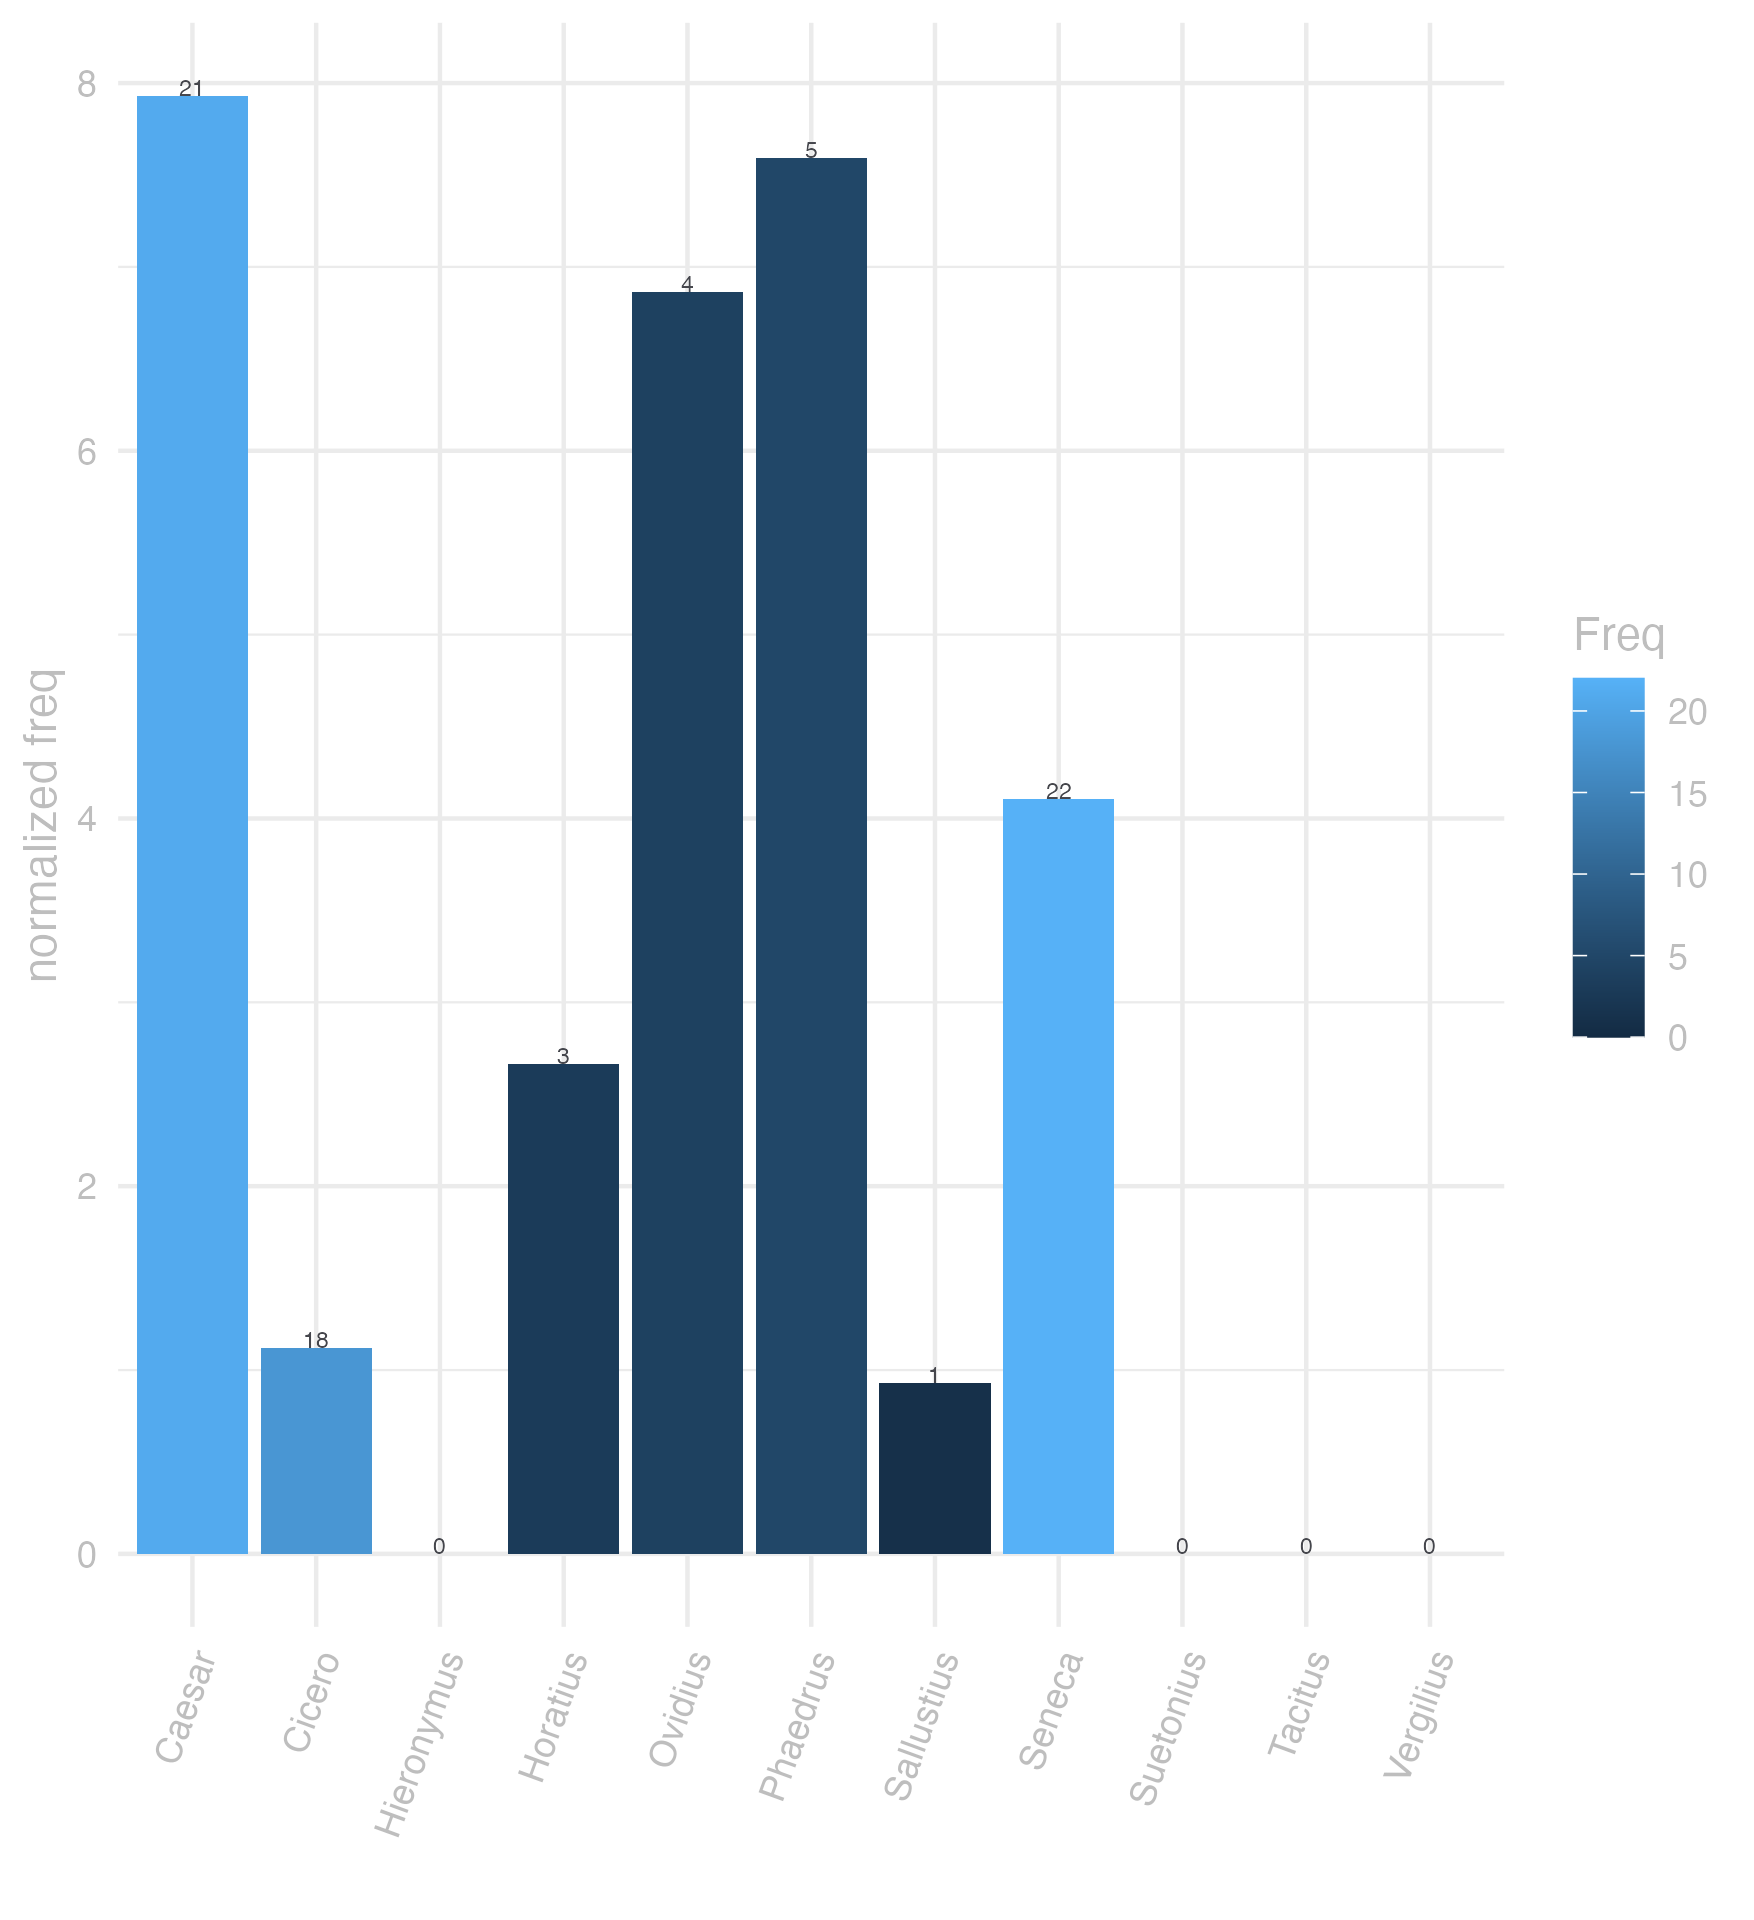 8
6
4
2
0
normalized freq
21
18
0
3
4
5
1
22
0
0
0
Caesar
Cicero
Hieronymus
Horatius
Ovidius
Phaedrus
Sallustius
Seneca
Suetonius
Tacitus
Vergilius
Freq
20
15
10
5
0